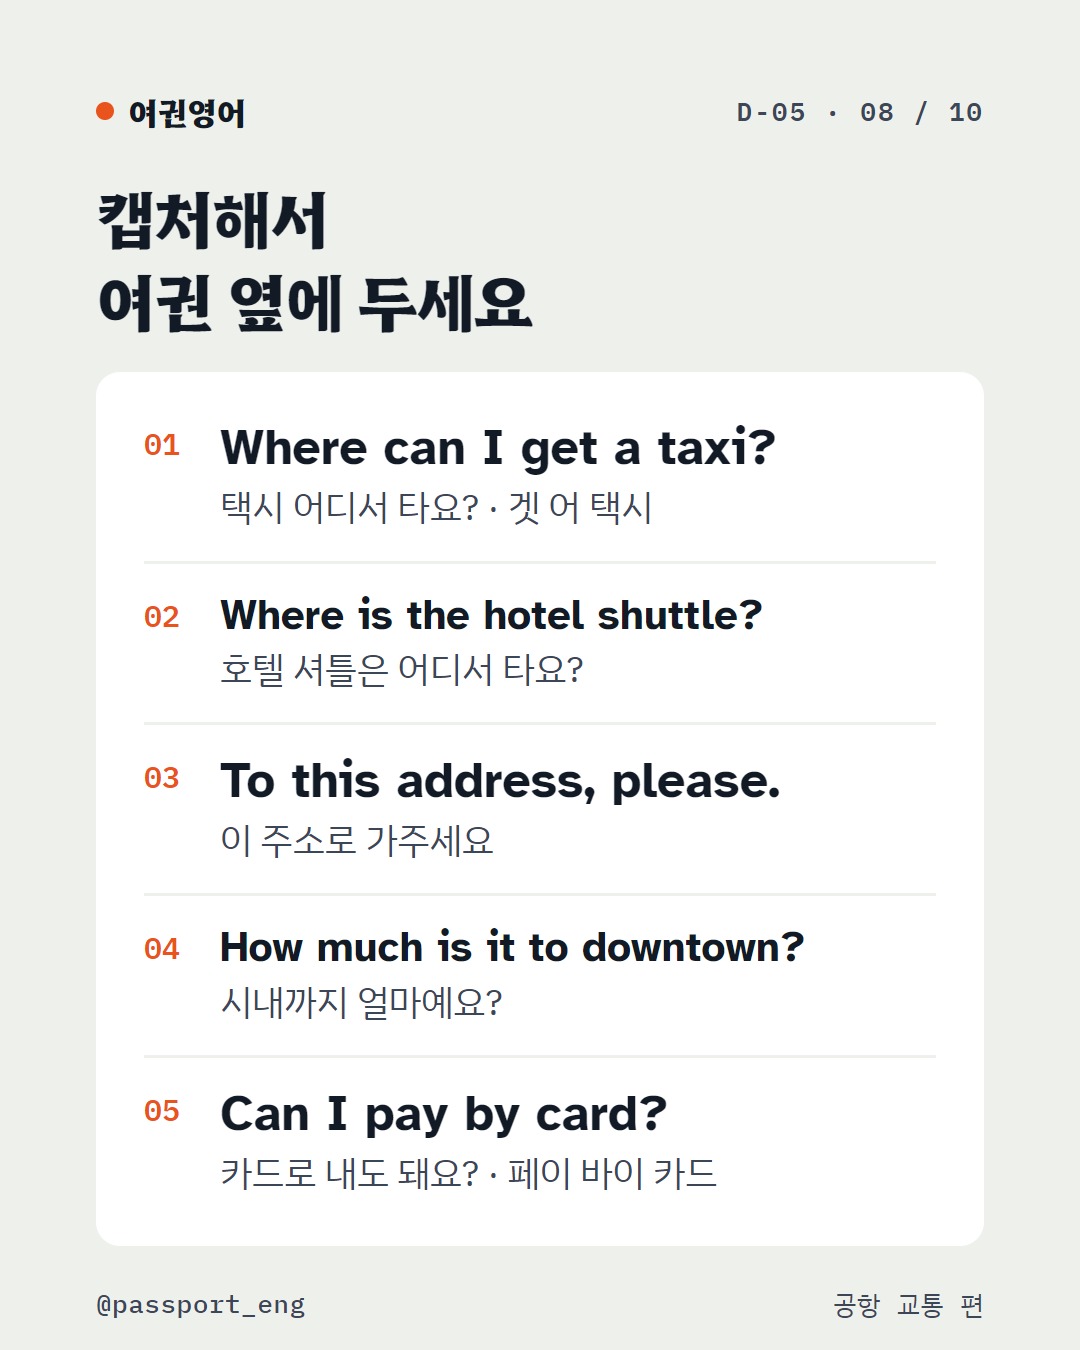 여권영어
D-05 · 08 / 10
캡처해서
여권 옆에 두세요
01 Where can I get a taxi?
택시 어디서 타요? · 겟 어 택시
02 Where is the hotel shuttle?
호텔 셔틀은 어디서 타요?
03 To this address, please.
이 주소로 가주세요
04 How much is it to downtown?
시내까지 얼마예요?
05 Can I pay by card?
카드로 내도 돼요? · 페이 바이 카드
@passport_eng
공항 교통 편